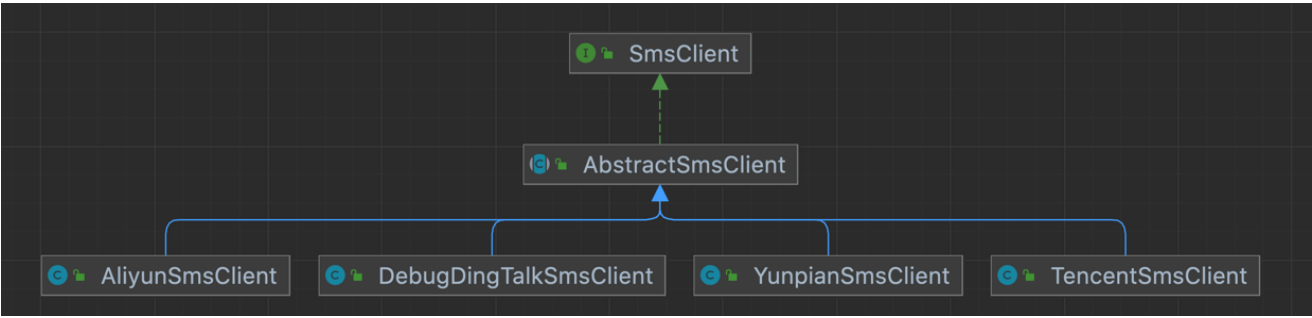 SmsClient
AbstractSmsClient
AliyunSmsClient DebugDingTalkSmsClient YunpianSmsClient TencentSmsClient